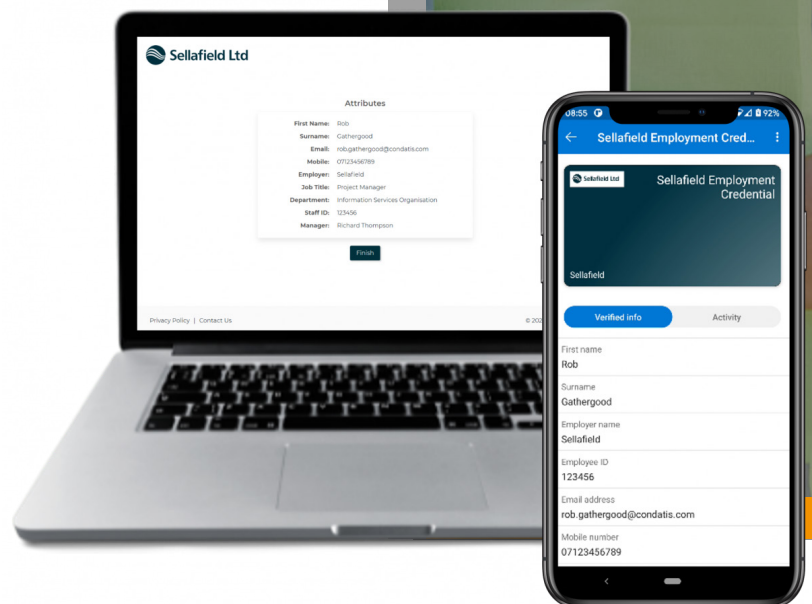 Sellafield Ltd
Attributes
First Name: Rob
Surname: Gathergood
Email: rob.gathergood@condatis.com
Mobile: 07123456789
Employer: Sellafield
Job Title: Project Manager
Department: Information Services Organisation
Staff ID: 123456
Manager: Richard Thompson
Finish
Privacy Policy | Contact Us
© 202
08:55 92%
Sellafield Employment Cred...
Sellafield Ltd
Sellafield Employment
Credential
Sellafield
Verified info Activity
First name
Rob
Surname
Gathergood
Employer name
Sellafield
Employee ID
123456
Email address
rob.gathergood@condatis.com
Mobile number
07123456789